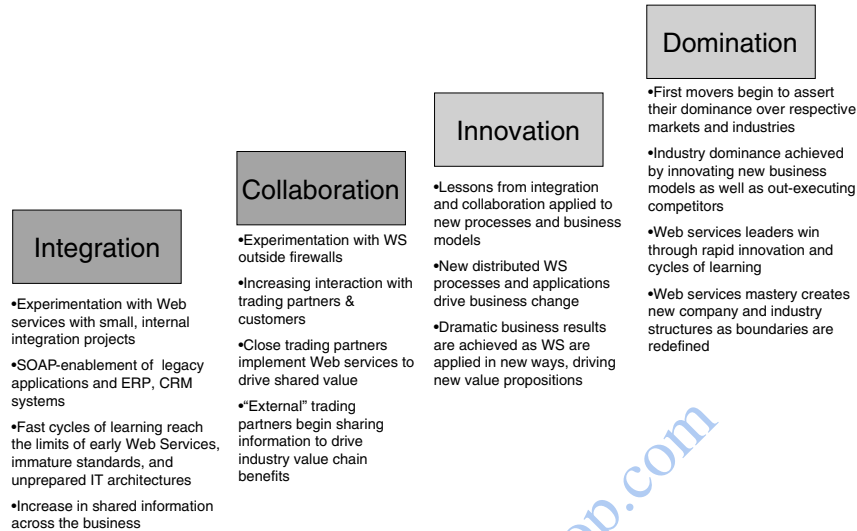 Integration
•Experimentation with Web
services with small, internal
integration projects
•SOAP-enablement of legacy
applications and ERP, CRM
systems
•Fast cycles of learning reach
the limits of early Web Services,
immature standards, and
unprepared IT architectures
•Increase in shared information
across the business
Collaboration
•Experimentation with WS
outside firewalls
•Increasing interaction with
trading partners &
customers
•Close trading partners
implement Web services to
drive shared value
•“External” trading
partners begin sharing
information to drive
industry value chain
benefits
Innovation
•Lessons from integration
and collaboration applied to
new processes and business
models
•New distributed WS
processes and applications
drive business change
•Dramatic business results
are achieved as WS are
applied in new ways, driving
new value propositions
Domination
•First movers begin to assert
their dominance over respective
markets and industries
•Industry dominance achieved
by innovating new business
models as well as out-executing
competitors
•Web services leaders win
through rapid innovation and
cycles of learning
•Web services mastery creates
new company and industry
structures as boundaries are
redefined